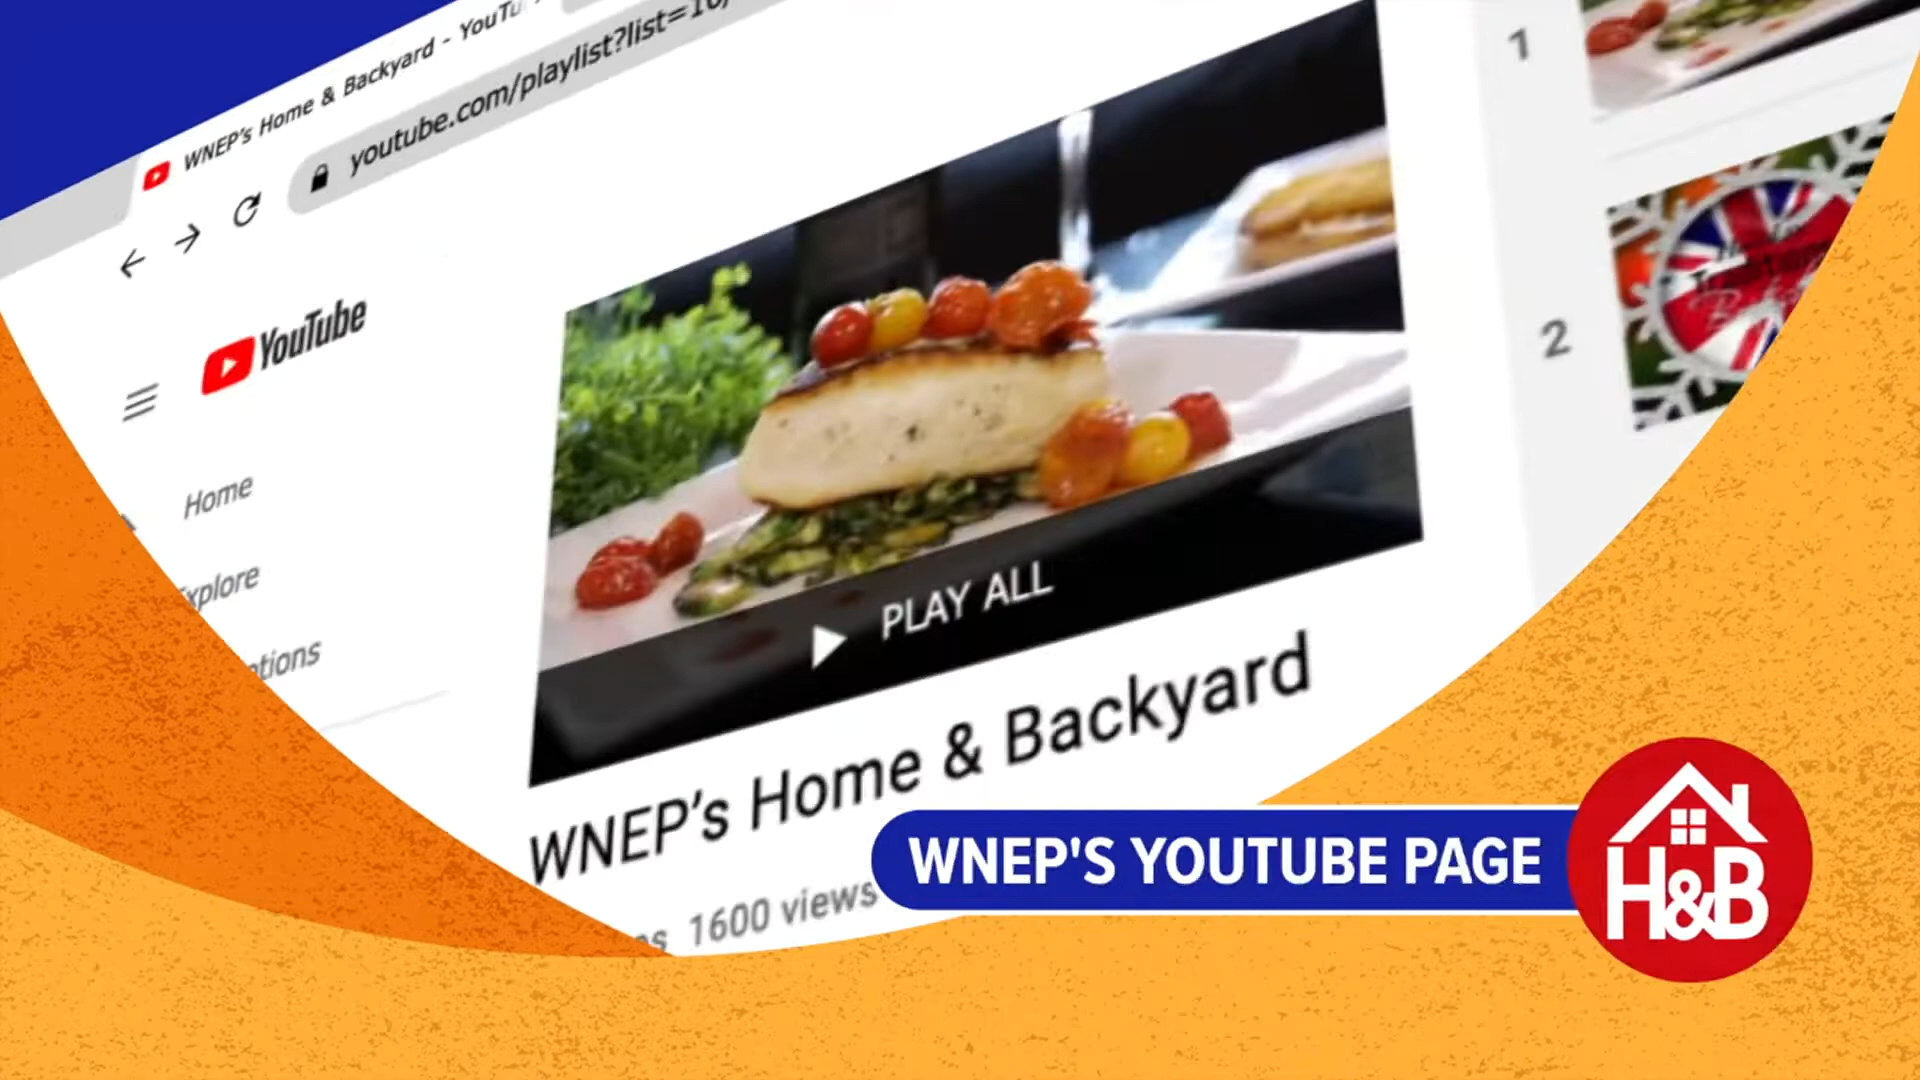 WNEP's Home & Backyard - YouTu
youtube.com/playlist?list=
YouTube
Home
Explore
PLAY ALL
WNEP's Home & Backyard
1600 views
1
2
WNEP'S YOUTUBE PAGE
H&B